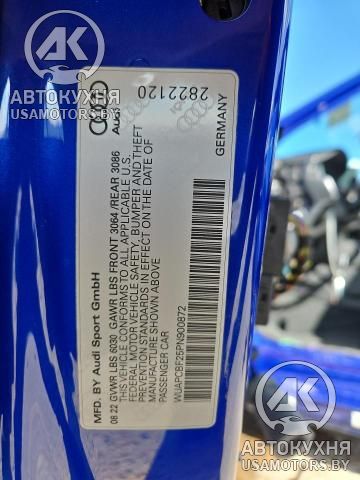 AK
АВТОКУХНЯ
USAMOTORS.BY
Audi
2822120
GERMANY
MFD. BY Audi Sport GmbH
08 22 GVWR LBS 6030 GAWR LBS FRONT 3064/REAR 3086
THIS VEHICLE CONFORMS TO ALL APPLICABLE U.S.
FEDERAL MOTOR VEHICLE SAFETY, BUMPER AND THEFT
PREVENTION STANDARDS IN EFFECT ON THE DATE OF
MANUFACTURE SHOWN ABOVE
PASSENGER CAR
WUAPCBF25PN900872
AK
АВТОКУХНЯ
USAMOTORS.BY